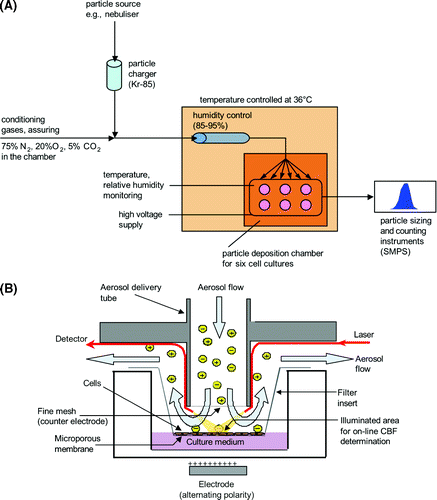 (A)
particle source
e.g., nebuliser
particle
charger
(Kr-85)
temperature controlled at 36°C
conditioning
gases, assuring
75% N2, 20%O2, 5% CO2
in the chamber
humidity control
(85-95%)
temperature,
relative humidity
monitoring
high voltage
supply
particle deposition chamber
for six cell cultures
particle sizing
and counting
instruments
(SMPS)
(B)
Aerosol delivery
tube
Aerosol flow
Detector
Laser
Aerosol
flow
Cells
Filter
insert
Fine mesh
(counter electrode)
Illuminated area
for on-line CBF
determination
Microporous
membrane
Culture medium
++++++++++
Electrode
(alternating polarity)